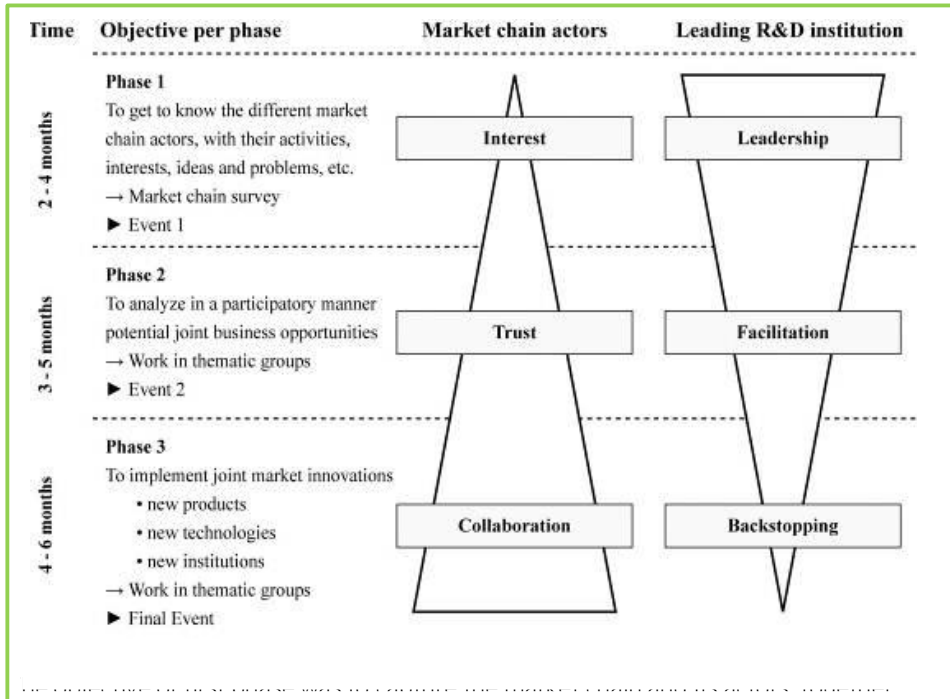 Time Objective per phase Market chain actors Leading R&D institution
2 - 4 months
Phase 1
To get to know the different market
chain actors, with their activities,
interests, ideas and problems, etc.
→ Market chain survey
► Event 1
Interest
Leadership
3 - 5 months
Phase 2
To analyze in a participatory manner
potential joint business opportunities
→ Work in thematic groups
► Event 2
Trust
Facilitation
4 - 6 months
Phase 3
To implement joint market innovations
• new products
• new technologies
• new institutions
→ Work in thematic groups
► Final Event
Collaboration
Backstopping